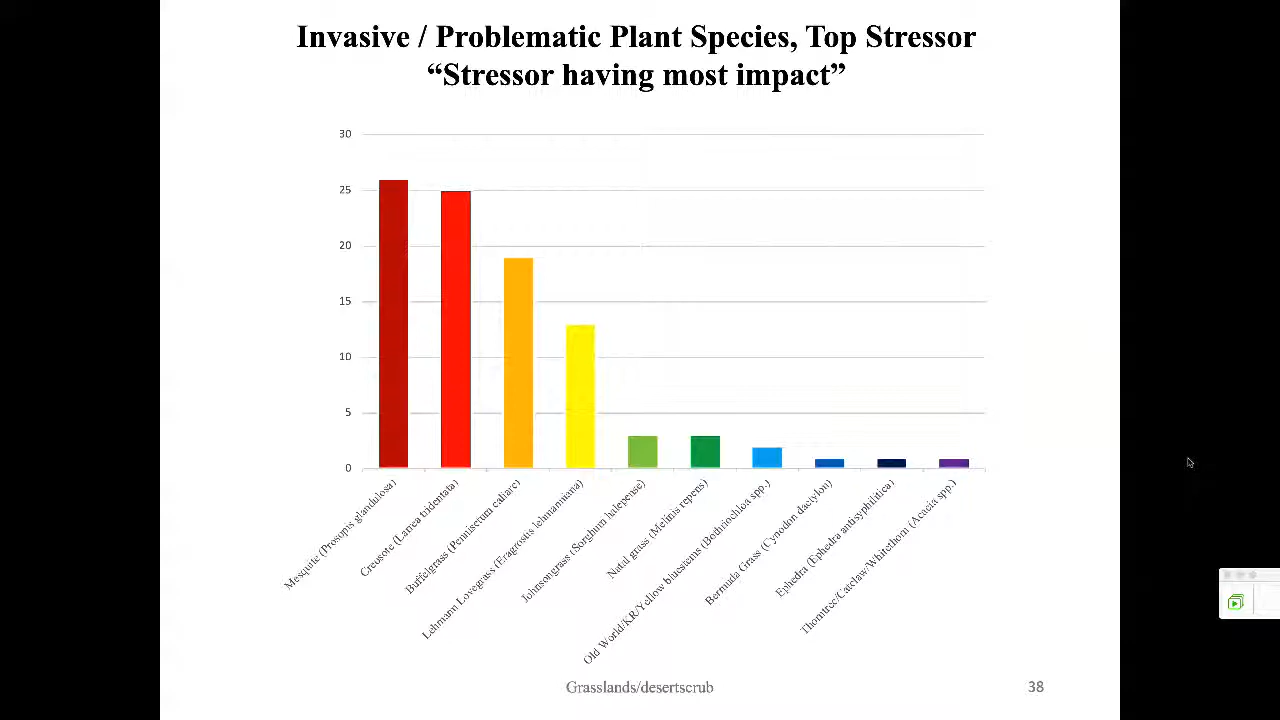 Invasive / Problematic Plant Species, Top Stressor
“Stressor having most impact”
30
25
20
15
10
5
0
Mesquite (Prosopis glandulosa)
Creosote (Larrea tridentata)
Buffelgrass (Pennisetum caliare)
Lehmann Lovegrass (Eragrostis lehmanniana)
Johnsongrass (Sorghum halepense)
Natal grass (Melinis repens)
Old World/KR/Yellow bluestems (Bothriochloa spp.)
Bermuda Grass (Cynodon dactylon)
Ephedra (Ephedra antisyphilitica)
Thorntree/Catclaw/Whitethorn (Acacia spp.)
Grasslands/desertscrub
38